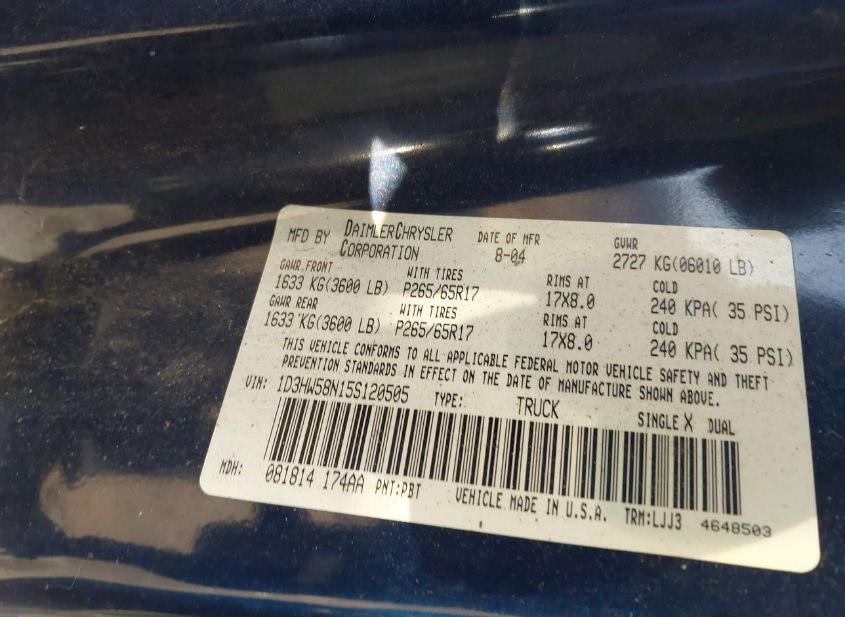 MFD BY DAIMLERCHRYSLER CORPORATION DATE OF MFR 8-04 GVWR 2727 KG(06010 LB)
GAWR FRONT WITH TIRES RIMS AT COLD
1633 KG(3600 LB) P265/65R17 17X8.0 240 KPA( 35 PSI)
GAWR REAR WITH TIRES RIMS AT COLD
1633 KG(3600 LB) P265/65R17 17X8.0 240 KPA( 35 PSI)
THIS VEHICLE CONFORMS TO ALL APPLICABLE FEDERAL MOTOR VEHICLE SAFETY AND THEFT
PREVENTION STANDARDS IN EFFECT ON THE DATE OF MANUFACTURE SHOWN ABOVE.
VIN: 1D3HW58N15S120505 TYPE: TRUCK SINGLE X DUAL
MDH: 081814 174AA PNT:PBT VEHICLE MADE IN U.S.A. TRM:LJJ3 4648503